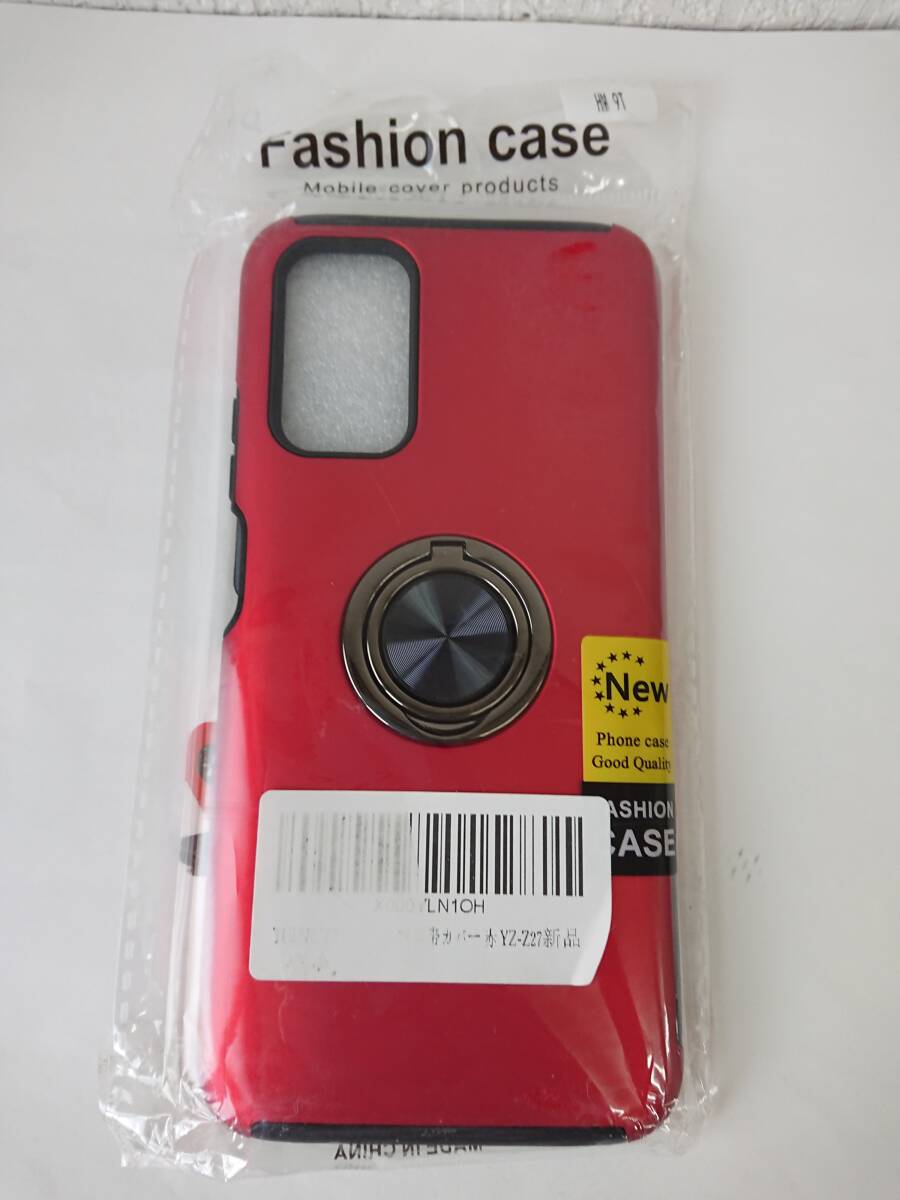 HW 9T
Fashion case
Mobile cover products
New
Phone case
Good Quality
FASHION
CASE
LN1OH
カバー赤YZ-Z27新品
MADE IN CHINA